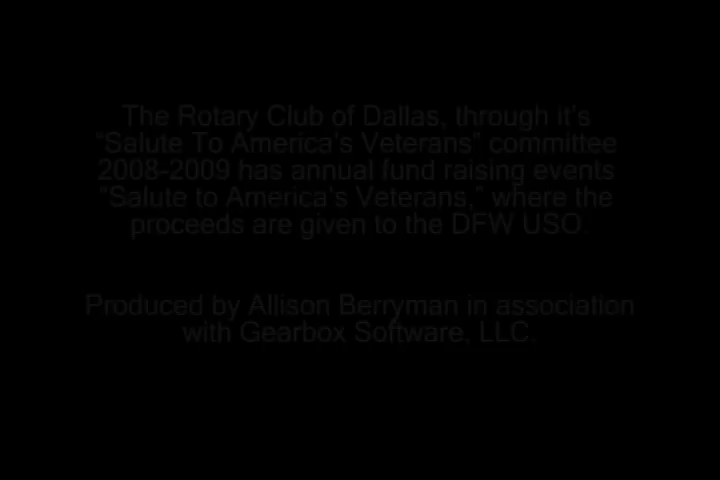 The Rotary Club of Dallas, through it's
"Salute To America's Veterans" committee
2008-2009 has annual fund raising events
"Salute to America's Veterans," where the
proceeds are given to the DFW USO.
Produced by Allison Berryman in association
with Gearbox Software, LLC.